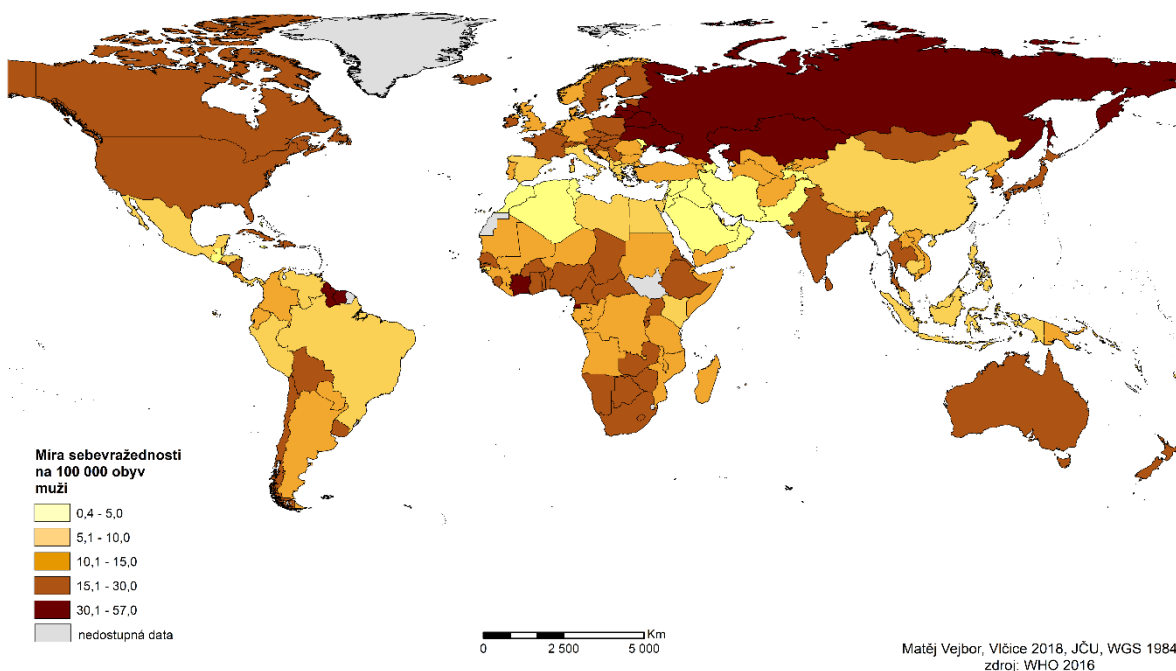 Míra sebevražednosti
na 100 000 obyv
muži
0,4 - 5,0
5,1 - 10,0
10,1 - 15,0
15,1 - 30,0
30,1 - 57,0
nedostupná data
Km
0 2 500 5 000
Matěj Vejbor, Vlčice 2018, JČU, WGS 1984
zdroj: WHO 2016